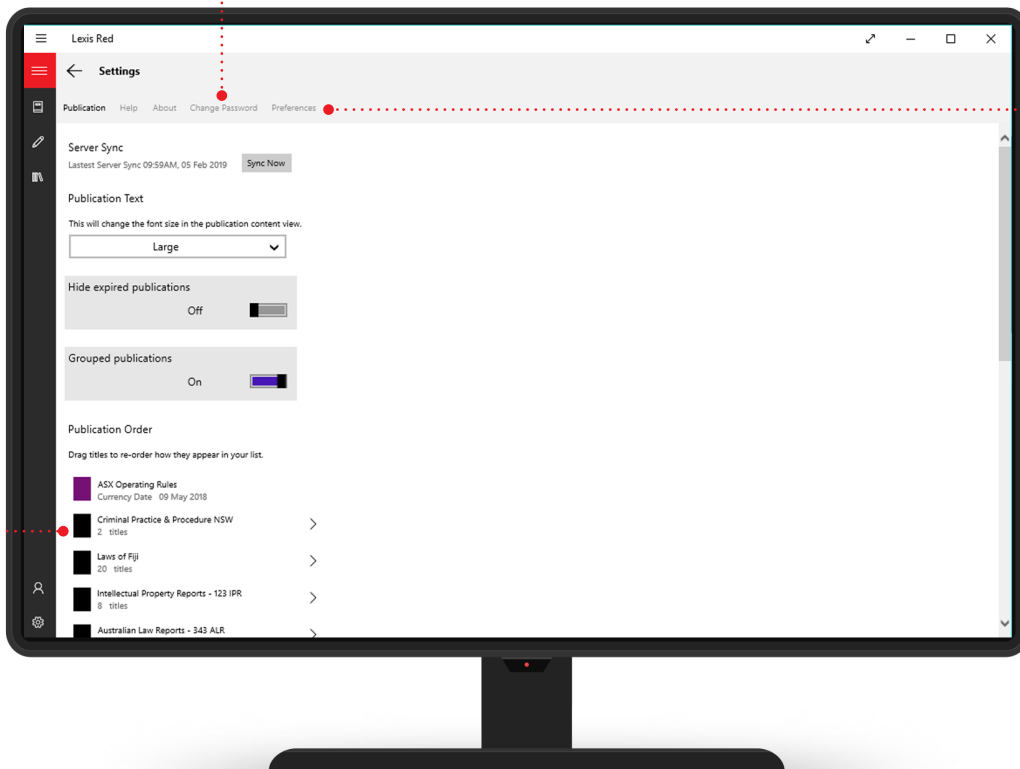 Lexis Red
Settings
Publication Help About Change Password Preferences
Server Sync
Lastest Server Sync 09:59AM, 05 Feb 2019 Sync Now
Publication Text
This will change the font size in the publication content view.
Large
Hide expired publications
Off
Grouped publications
On
Publication Order
Drag titles to re-order how they appear in your list.
ASX Operating Rules
Currency Date 09 May 2018
Criminal Practice & Procedure NSW
2 titles
Laws of Fiji
20 titles
Intellectual Property Reports - 123 IPR
8 titles
Australian Law Reports - 343 ALR